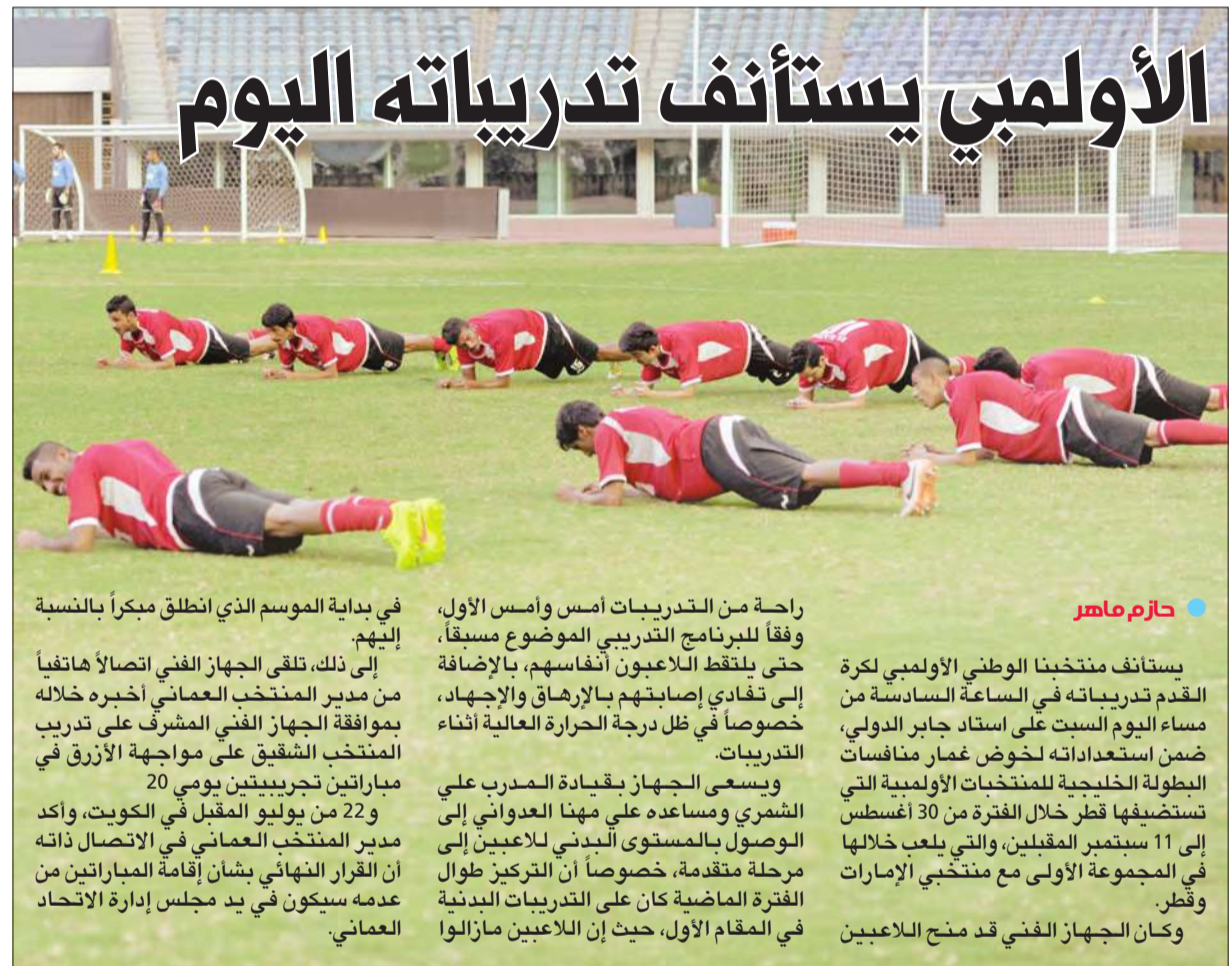 الأولمبي يستأنف تدريباته اليوم
حازم ماهر
يستأنف منتخبنا الوطني الأولمبي لكرة
القدم تدريباته في الساعة السادسة من
مساء اليوم السبت على استاد جابر الدولي،
ضمن استعداداته لخوض غمار منافسات
البطولة الخليجية للمنتخبات الأولمبية التي
تستضيفها قطر خلال الفترة من 30 أغسطس
إلى 11 سبتمبر المقبلين، والتي يلعب خلالها
في المجموعة الأولى مع منتخبي الإمارات
وقطر.
وكان الجهاز الفني قد منح اللاعبين
راحة من التدريبات أمس وأمس الأول،
وفقاً للبرنامج التدريبي الموضوع مسبقاً،
حتى يلتقط اللاعبون أنفاسهم، بالإضافة
إلى تفادي إصابتهم بالإرهاق والإجهاد،
خصوصاً في ظل درجة الحرارة العالية أثناء
التدريبات.
ويسعى الجهاز بقيادة المدرب علي
الشمري ومساعده علي مهنا العدواني إلى
الوصول بالمستوى البدني للاعبين إلى
مرحلة متقدمة، خصوصاً أن التركيز طوال
الفترة الماضية كان على التدريبات البدنية
في المقام الأول، حيث إن اللاعبين مازالوا
في بداية الموسم الذي انطلق مبكراً بالنسبة
إليهم.
إلى ذلك، تلقى الجهاز الفني اتصالاً هاتفياً
من مدير المنتخب العماني أخبره خلاله
بموافقة الجهاز الفني المشرف على تدريب
المنتخب الشقيق على مواجهة الأزرق في
مباراتين تجريبيتين يومي 20
و22 من يوليو المقبل في الكويت، وأكد
مدير المنتخب العماني في الاتصال ذاته
أن القرار النهائي بشأن إقامة المباراتين من
عدمه سيكون في يد مجلس إدارة الاتحاد
العماني.